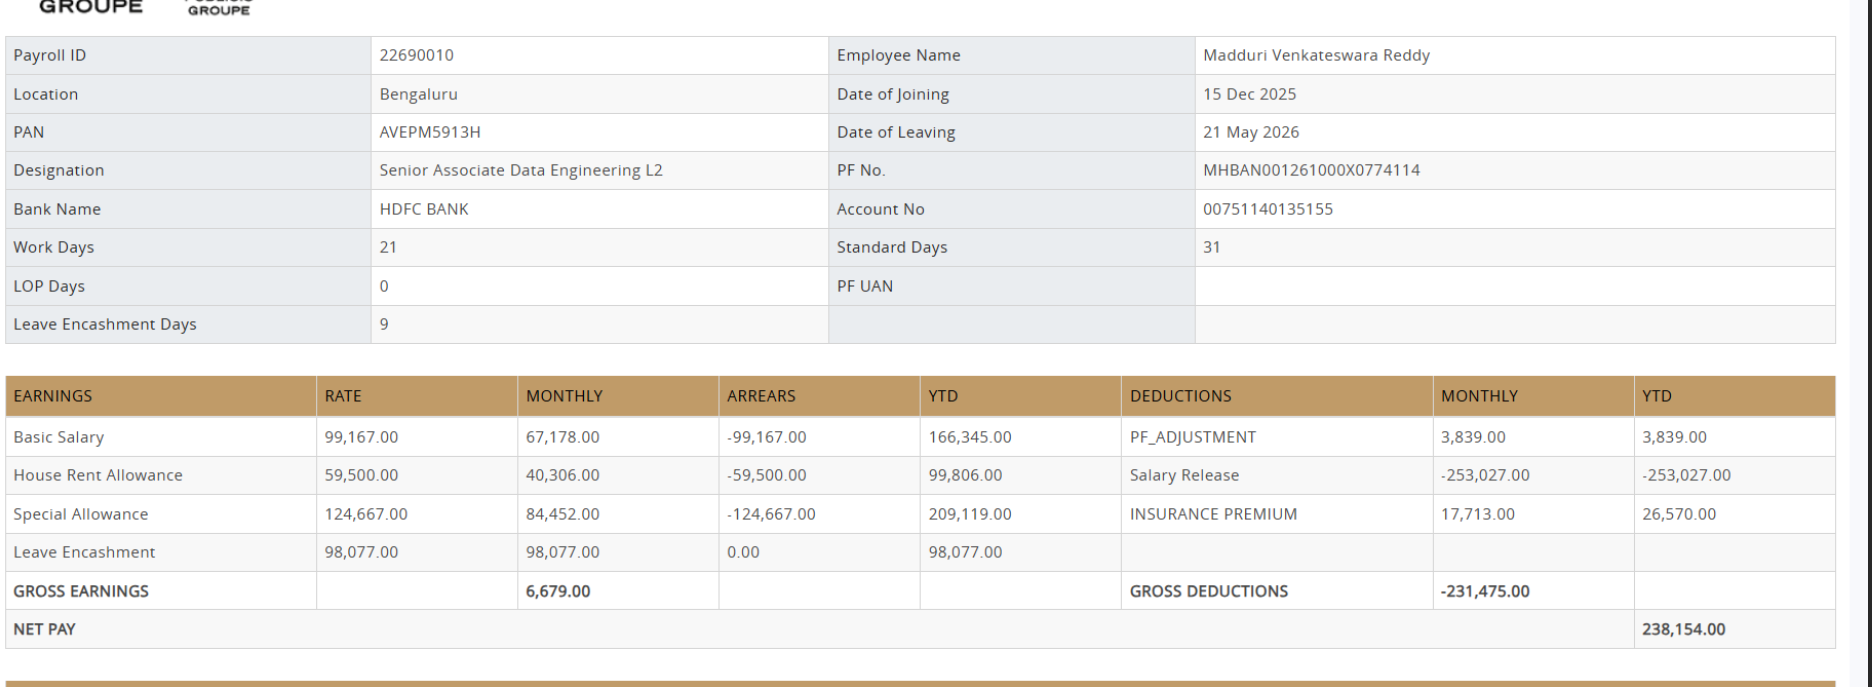 GROUPE GROUPE
Payroll ID 22690010 Employee Name Madduri Venkateswara Reddy
Location Bengaluru Date of Joining 15 Dec 2025
PAN AVEPM5913H Date of Leaving 21 May 2026
Designation Senior Associate Data Engineering L2 PF No. MHBAN001261000X0774114
Bank Name HDFC BANK Account No 00751140135155
Work Days 21 Standard Days 31
LOP Days 0 PF UAN
Leave Encashment Days 9
EARNINGS RATE MONTHLY ARREARS YTD DEDUCTIONS MONTHLY YTD
Basic Salary 99,167.00 67,178.00 -99,167.00 166,345.00 PF_ADJUSTMENT 3,839.00 3,839.00
House Rent Allowance 59,500.00 40,306.00 -59,500.00 99,806.00 Salary Release -253,027.00 -253,027.00
Special Allowance 124,667.00 84,452.00 -124,667.00 209,119.00 INSURANCE PREMIUM 17,713.00 26,570.00
Leave Encashment 98,077.00 98,077.00 0.00 98,077.00
GROSS EARNINGS 6,679.00 GROSS DEDUCTIONS -231,475.00
NET PAY 238,154.00